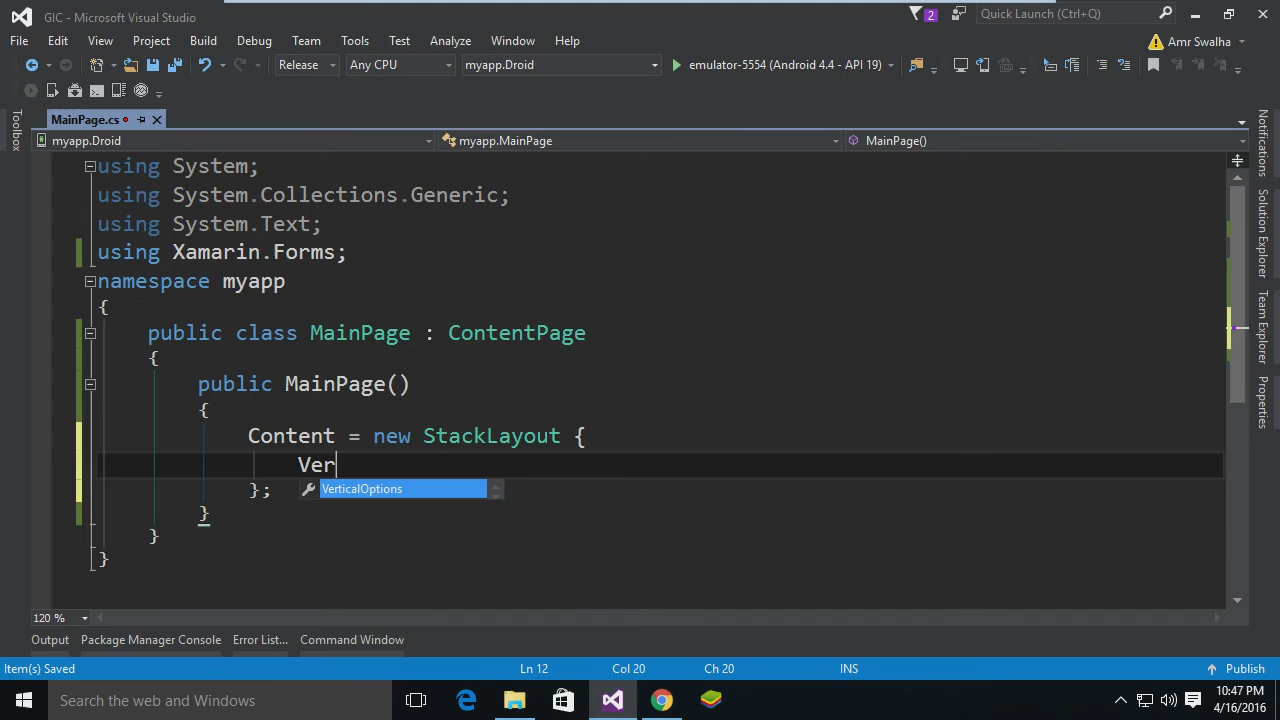 GIC - Microsoft Visual Studio
2
Quick Launch (Ctrl+Q)
File Edit View Project Build Debug Team Tools Test Analyze Window Help
Amr Swalha
Release Any CPU myapp.Droid emulator-5554 (Android 4.4 - API 19)
MainPage.cs
myapp.Droid myapp.MainPage MainPage()
Toolbox
using System;
using System.Collections.Generic;
using System.Text;
using Xamarin.Forms;
namespace myapp
{
public class MainPage : ContentPage
{
public MainPage()
{
Content = new StackLayout {
Ver
VerticalOptions
};
}
}
}
Notifications
Solution Explorer
Team Explorer
Properties
120 %
Output Package Manager Console Error List... Command Window
Item(s) Saved Ln 12 Col 20 Ch 20 INS Publish
Search the web and Windows
10:47 PM
4/16/2016